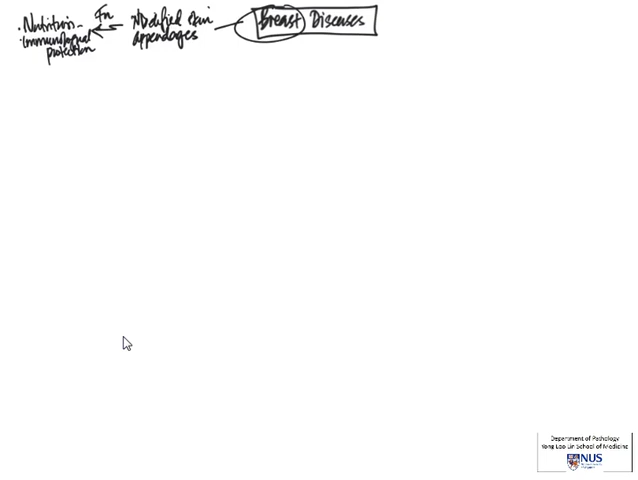 Breast Diseases
Modified skin
appendages
Fn
· Nutrition
· immunological
protection
Department of Pathology
Yong Loo Lin School of Medicine
NUS